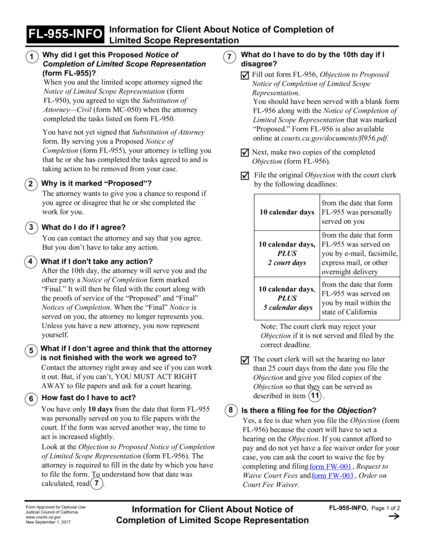 FL-955-INFO
Information for Client About Notice of Completion of
Limited Scope Representation
1 Why did I get this Proposed Notice of
Completion of Limited Scope Representation
(form FL-955)?
When you and the limited scope attorney signed the
Notice of Limited Scope Representation (form
FL-950), you agreed to sign the Substitution of
Attorney—Civil (form MC-050) when the attorney
completed the tasks listed on form FL-950.
You have not yet signed that Substitution of Attorney
form. By serving you a Proposed Notice of
Completion (form FL-955), your attorney is telling you
that he or she has completed the tasks agreed to and is
taking action to be removed from your case.
2 Why is it marked “Proposed”?
The attorney wants to give you a chance to respond if
you agree or disagree that he or she completed the
work for you.
3 What do I do if I agree?
You can contact the attorney and say that you agree.
But you don’t have to take any action.
4 What if I don't take any action?
After the 10th day, the attorney will serve you and the
other party a Notice of Completion form marked
“Final.” It will then be filed with the court along with
the proofs of service of the “Proposed” and “Final”
Notices of Completion. When the “Final” Notice is
served on you, the attorney no longer represents you.
Unless you have a new attorney, you now represent
yourself.
5 What if I don’t agree and think that the attorney
is not finished with the work we agreed to?
Contact the attorney right away and see if you can work
it out. But, if you can’t, YOU MUST ACT RIGHT
AWAY to file papers and ask for a court hearing.
6 How fast do I have to act?
You have only 10 days from the date that form FL-955
was personally served on you to file papers with the
court. If the form was served another way, the time to
act is increased slightly.
Look at the Objection to Proposed Notice of Completion
of Limited Scope Representation (form FL-956). The
attorney is required to fill in the date by which you have
to file the form. To understand how that date was
calculated, read 7 .
7 What do I have to do by the 10th day if I
disagree?
Fill out form FL-956, Objection to Proposed
Notice of Completion of Limited Scope
Representation.
You should have been served with a blank form
FL-956 along with the Notice of Completion of
Limited Scope Representation that was marked
“Proposed.” Form FL-956 is also available
online at courts.ca.gov/documents/fl956.pdf.
Next, make two copies of the completed
Objection (form FL-956).
File the original Objection with the court clerk
by the following deadlines:
10 calendar days
from the date that form
FL-955 was personally
served on you
10 calendar days,
PLUS
2 court days
from the date that form
FL-955 was served on
you by e-mail, facsimile,
express mail, or other
overnight delivery
10 calendar days,
PLUS
5 calendar days
from the date that form
FL-955 was served on
you by mail within the
state of California
Note: The court clerk may reject your
Objection if it is not served and filed by the
correct deadline.
The court clerk will set the hearing no later
than 25 court days from the date you file the
Objection and give you filed copies of the
Objection so that they can be served as
described in item 11 .
8 Is there a filing fee for the Objection?
Yes, a fee is due when you file the Objection (form
FL-956) because the court will have to set a
hearing on the Objection. If you cannot afford to
pay and do not yet have a fee waiver order for your
case, you can ask the court to waive the fee by
completing and filing form FW-001 , Request to
Waive Court Fees and form FW-003 , Order on
Court Fee Waiver.
Form Approved for Optional Use
Judicial Council of California
www.courts.ca.gov
New September 1, 2017
Information for Client About Notice of
Completion of Limited Scope Representation
FL-955-INFO, Page 1 of 2